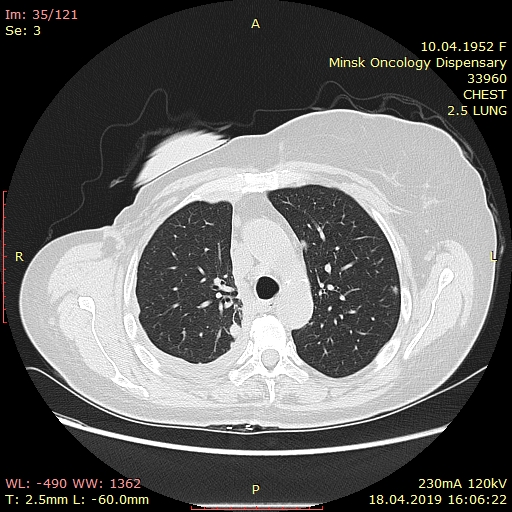 Im: 35/121
Se: 3
A
10.04.1952 F
Minsk Oncology Dispensary
33960
CHEST
2.5 LUNG
R
L
WL: -490 WW: 1362
T: 2.5mm L: -60.0mm
P
230mA 120kV
18.04.2019 16:06:22